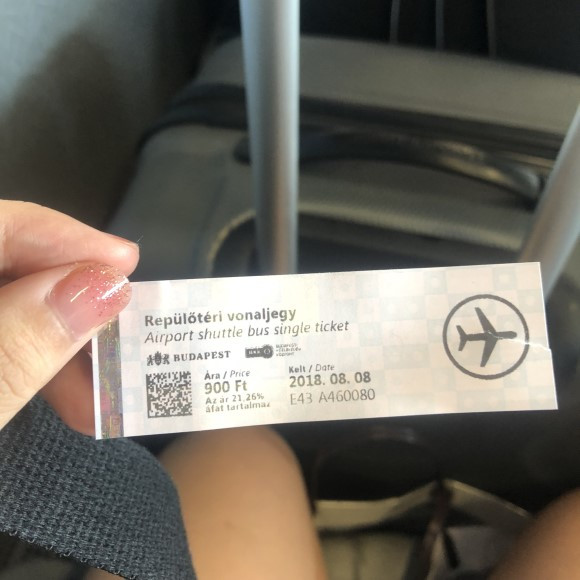 Repülőtéri vonaljegy
Airport shuttle bus single ticket
BUDAPEST
Ára / Price
900 Ft
Az ár 21,26%
áfát tartalmaz
Kelt / Date
2018. 08. 08
E43 A460080